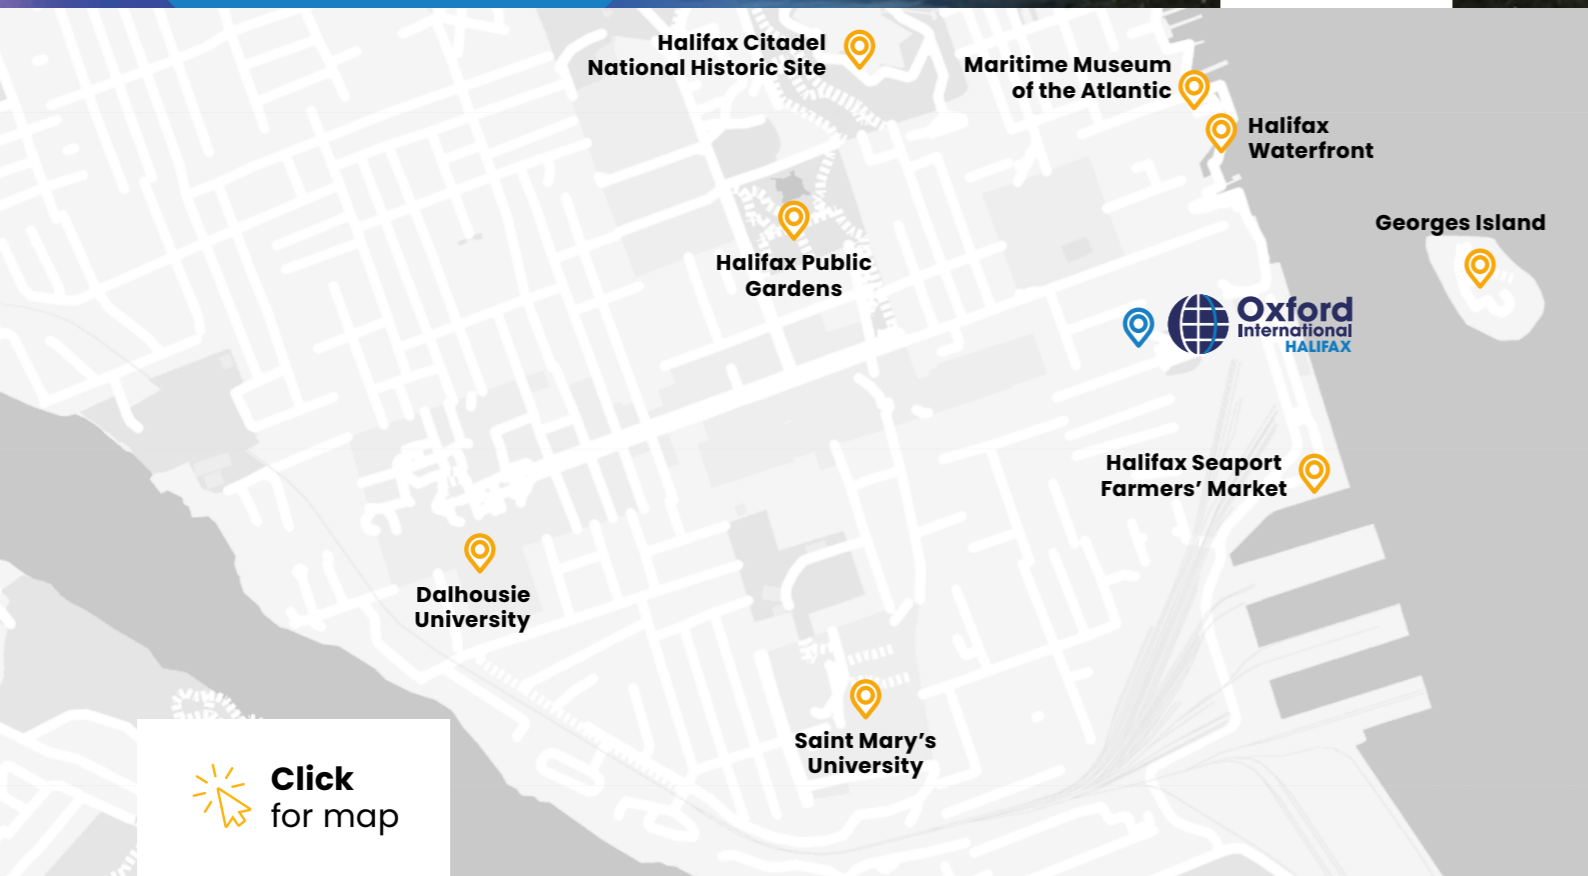 Halifax Citadel
National Historic Site
Maritime Museum
of the Atlantic
Halifax
Waterfront
Georges Island
Halifax Public
Gardens
Oxford
International
HALIFAX
Halifax Seaport
Farmers’ Market
Dalhousie
University
Saint Mary’s
University
Click
for map